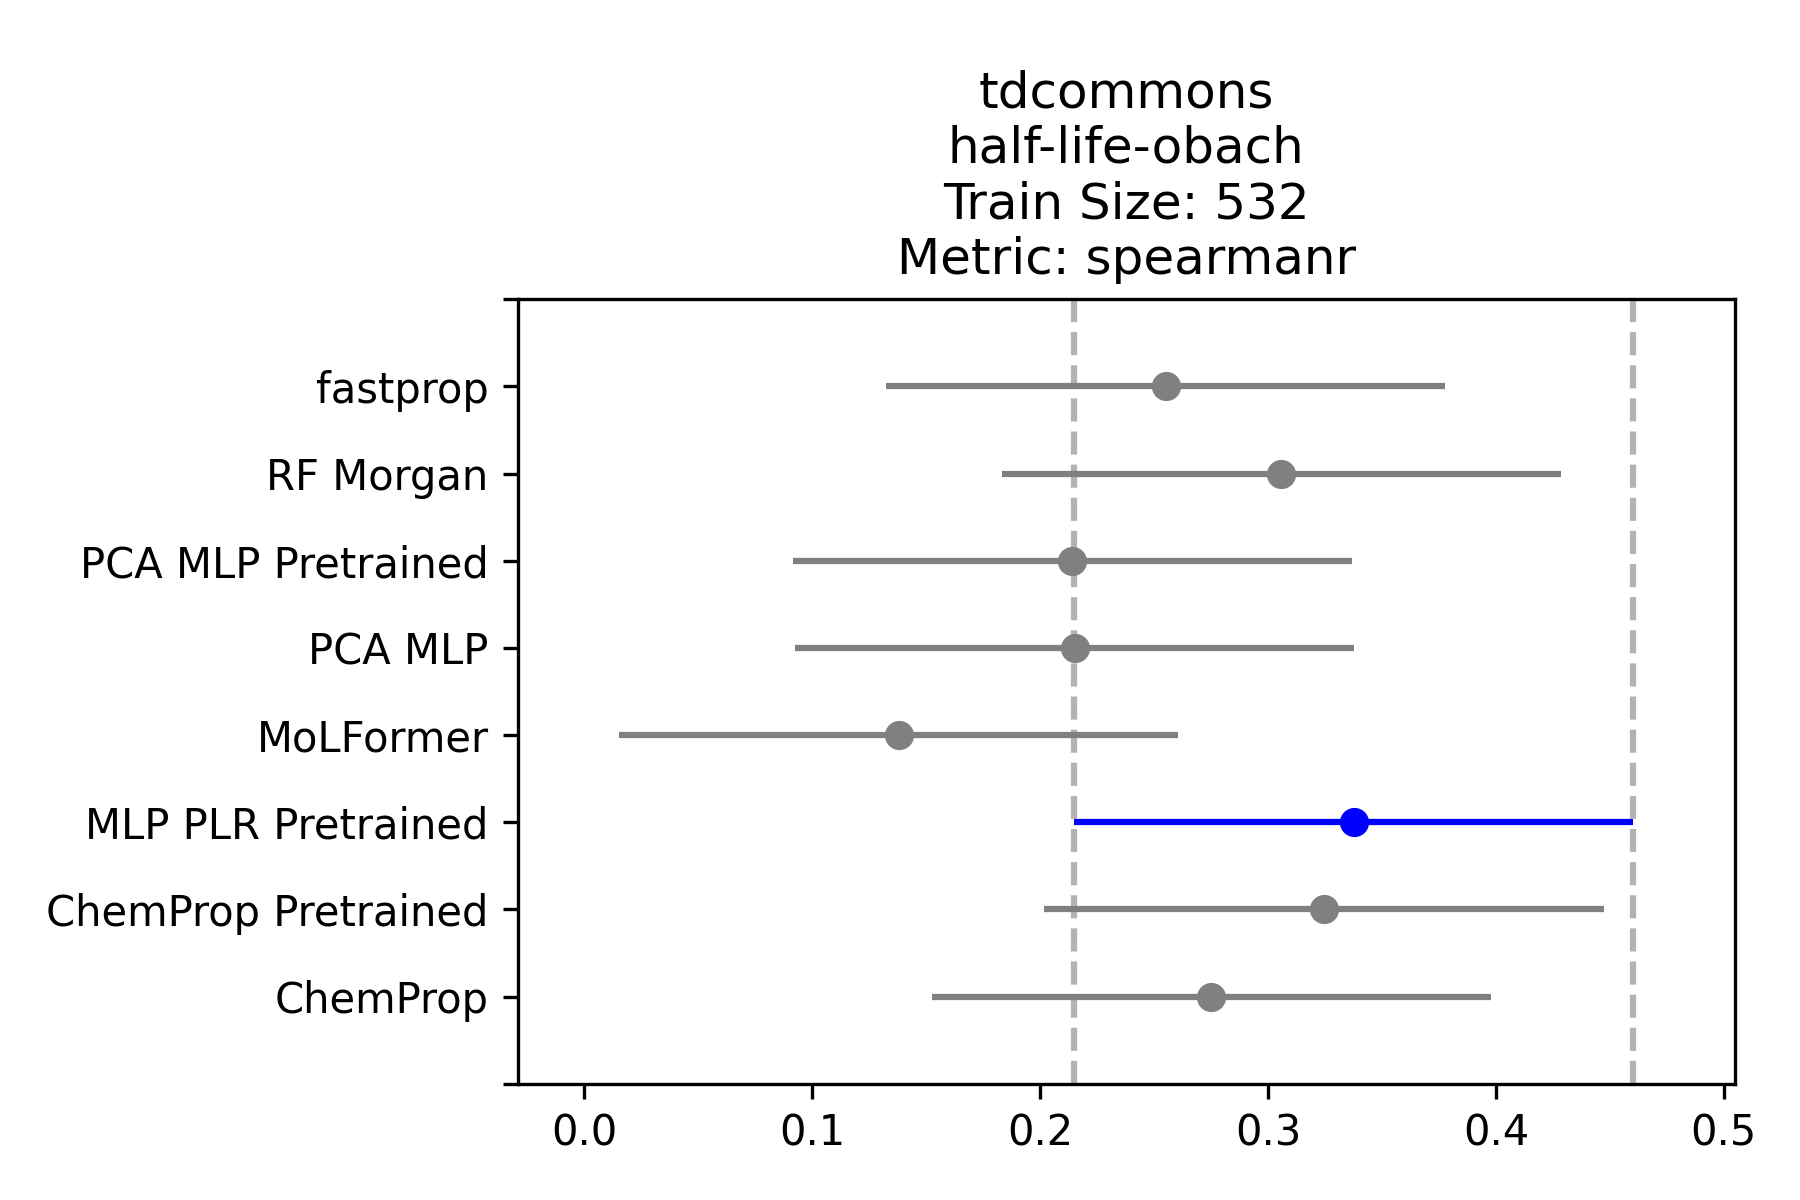 tdcommons
half-life-obach
Train Size: 532
Metric: spearmanr
fastprop
RF Morgan
PCA MLP Pretrained
PCA MLP
MoLFormer
MLP PLR Pretrained
ChemProp Pretrained
ChemProp
0.0 0.1 0.2 0.3 0.4 0.5